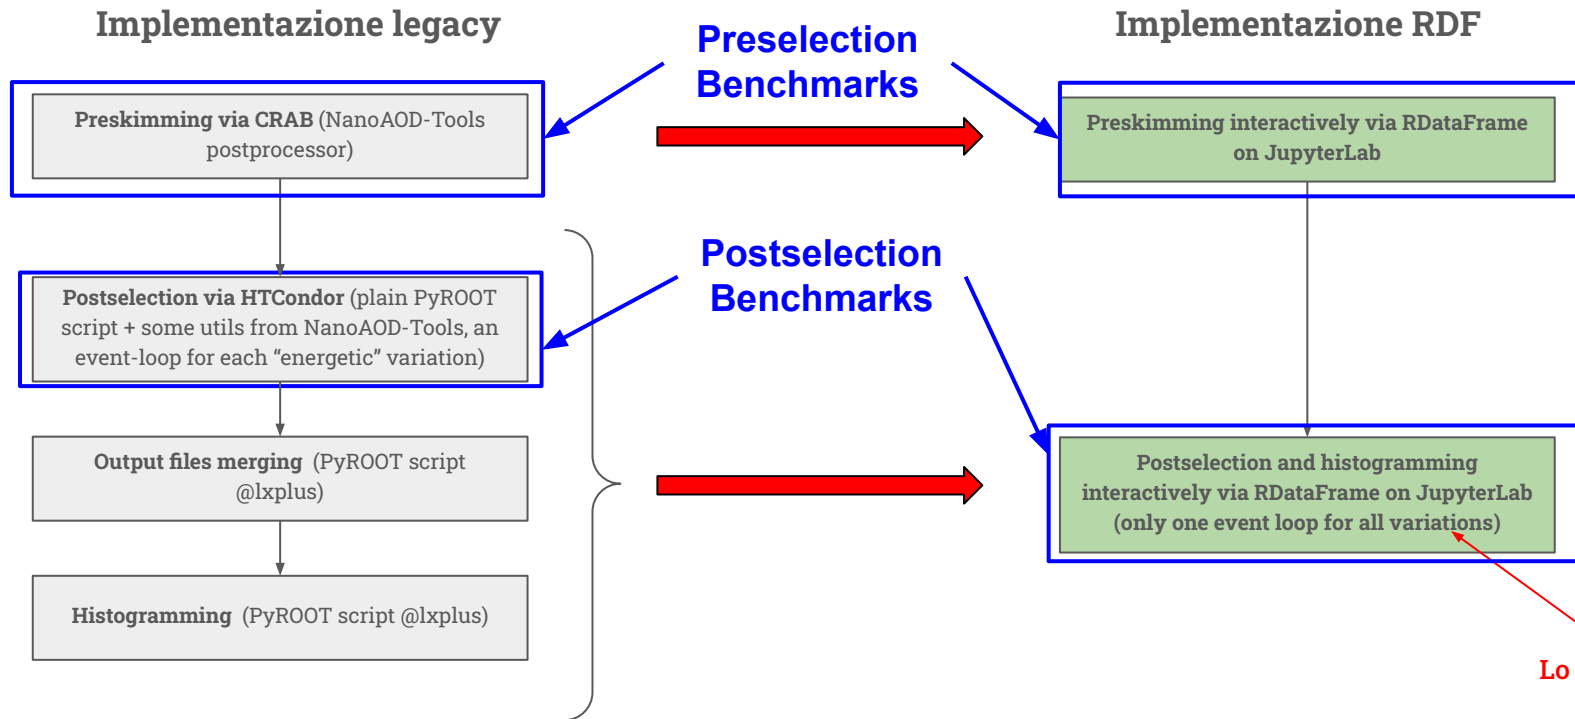 Implementazione legacy
Preselection
Benchmarks
Implementazione RDF
Preskimming via CRAB (NanoAOD-Tools
postprocessor)
Preskimming interactively via RDataFrame
on JupyterLab
Postselection
Benchmarks
Postselection via HTCondor (plain PyROOT
script + some utils from NanoAOD-Tools, an
event-loop for each “energetic” variation)
Output files merging (PyROOT script
@lxplus)
Postselection and histogramming
interactively via RDataFrame on JupyterLab
(only one event loop for all variations)
Histogramming (PyROOT script @lxplus)
Lo